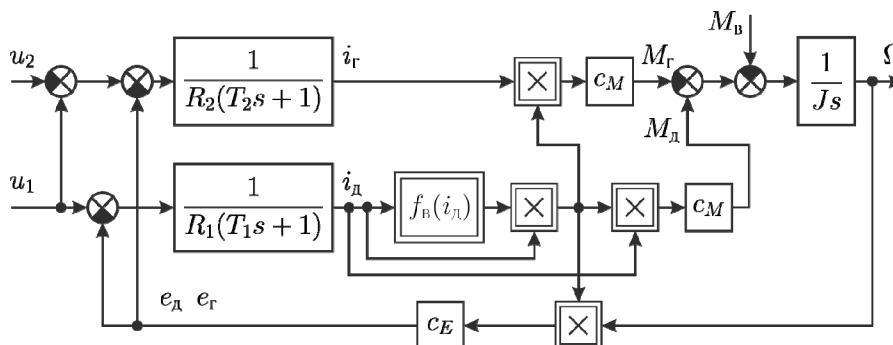 u₂
1
R₂(T₂s + 1)
i_г
×
c_M
M_г
M_в
1
Js
Ω
M_д
u₁
1
R₁(T₁s + 1)
i_д
f_в(i_д)
×
×
c_M
e_д e_г
c_E
×